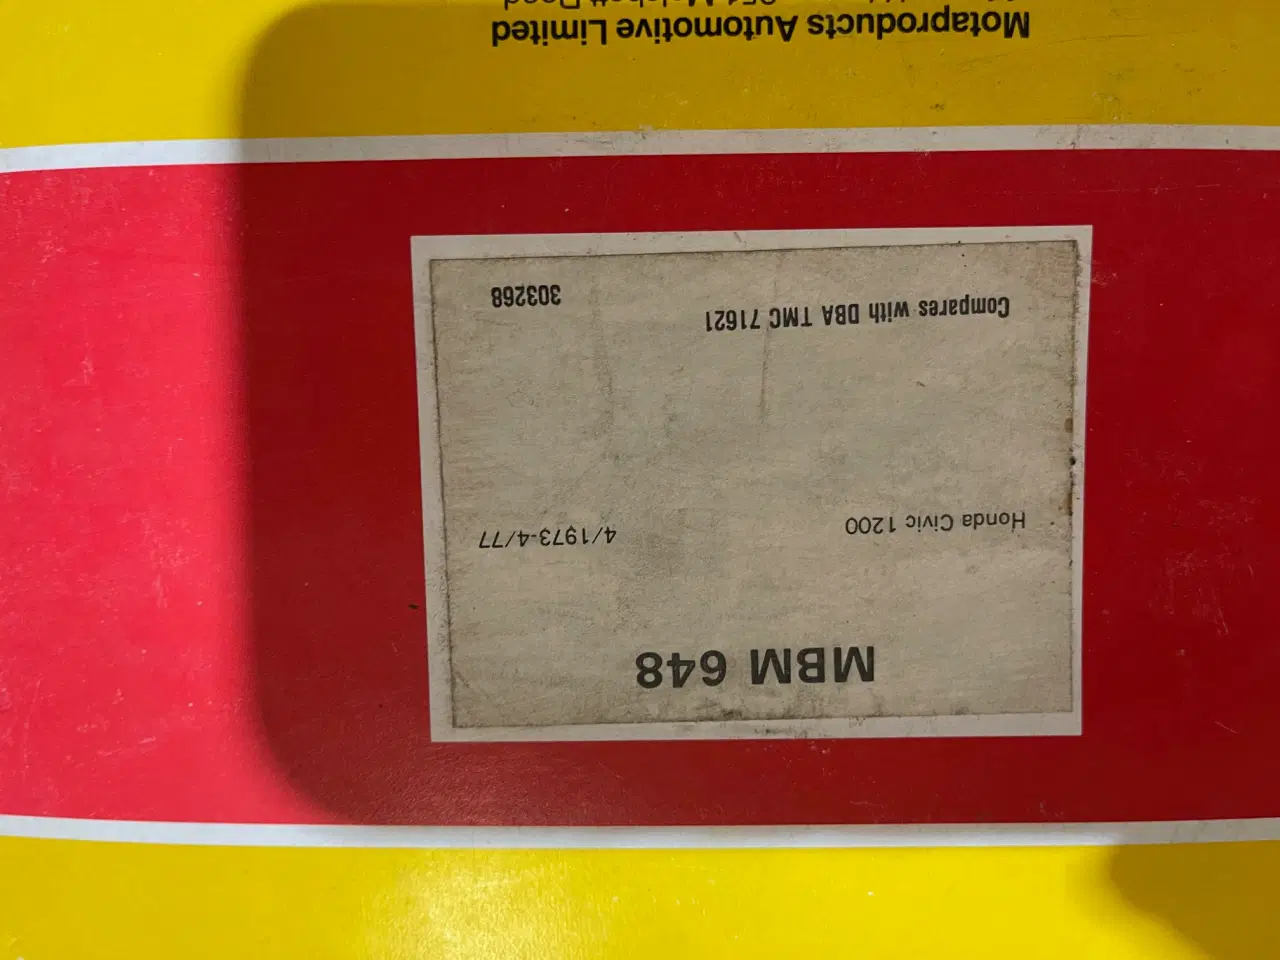 MBM 648
Honda Civic 1200 4/1973-4/77
Compares with DBA TMC 71621 303268
Motaproducts Automotive Limited